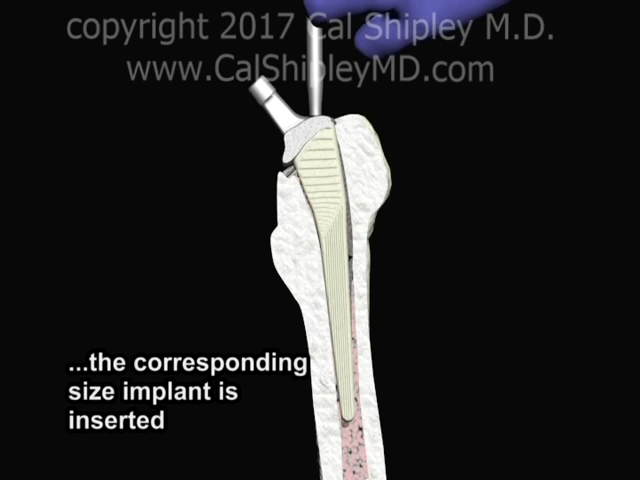 copyright 2017 Cal Shipley M.D.
www.CalShipleyMD.com
...the corresponding
size implant is
inserted